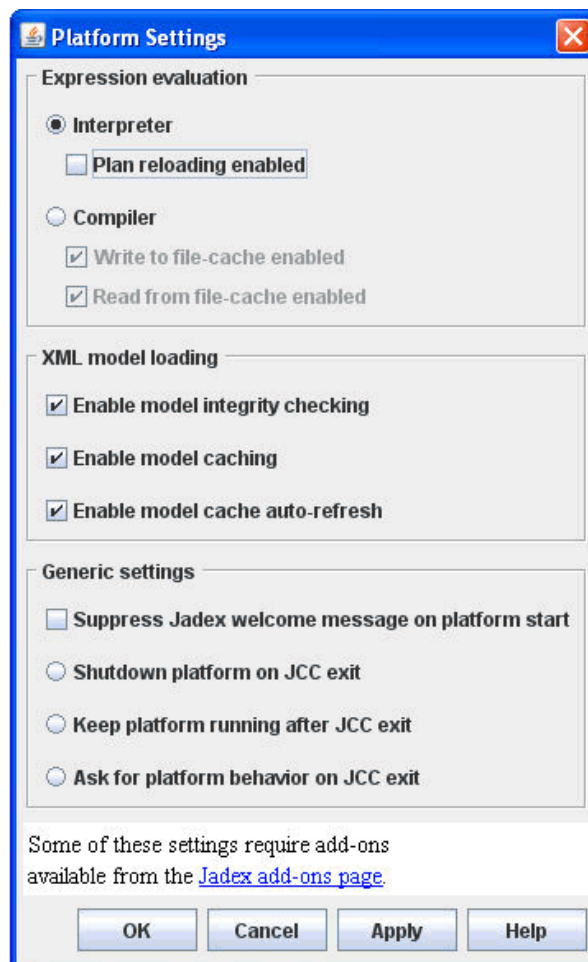 Platform Settings
Expression evaluation
Interpreter
Plan reloading enabled
Compiler
Write to file-cache enabled
Read from file-cache enabled
XML model loading
Enable model integrity checking
Enable model caching
Enable model cache auto-refresh
Generic settings
Suppress Jadex welcome message on platform start
Shutdown platform on JCC exit
Keep platform running after JCC exit
Ask for platform behavior on JCC exit
Some of these settings require add-ons
available from the Jadex add-ons page.
OK Cancel Apply Help